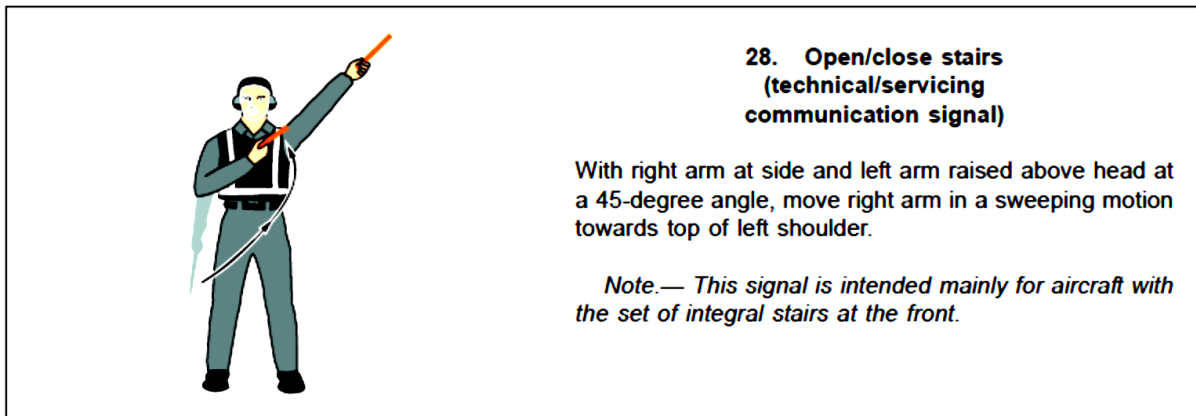 28. Open/close stairs
(technical/servicing
communication signal)
With right arm at side and left arm raised above head at
a 45-degree angle, move right arm in a sweeping motion
towards top of left shoulder.
Note.— This signal is intended mainly for aircraft with
the set of integral stairs at the front.